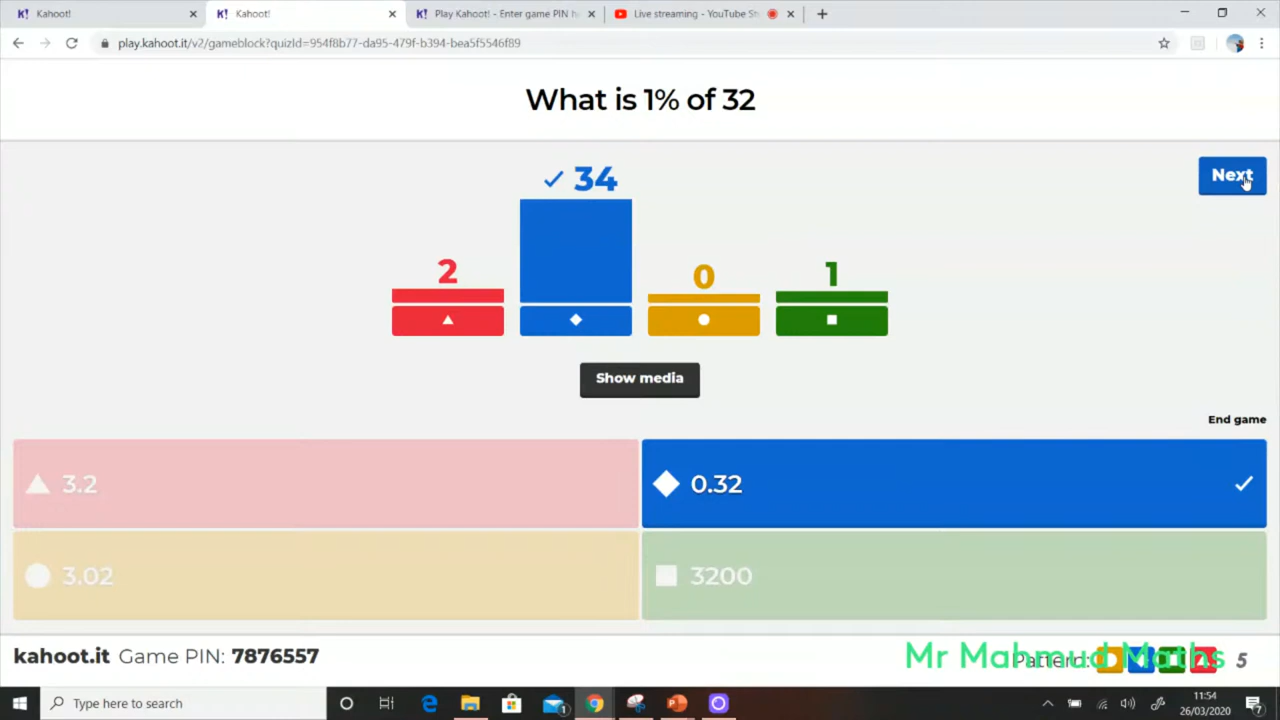 Kahoot!
Kahoot!
Play Kahoot! - Enter game PIN h
Live streaming - YouTube St
play.kahoot.it/v2/gameblock?quizId=954f8b77-da95-479f-b394-bea5f5546f89
What is 1% of 32
Next
34
2
0
1
Show media
End game
3.2
0.32
3.02
3200
kahoot.it Game PIN: 7876557
Mr Mahmud Maths
Pattern:
5
Type here to search
1
11:54
26/03/2020
7